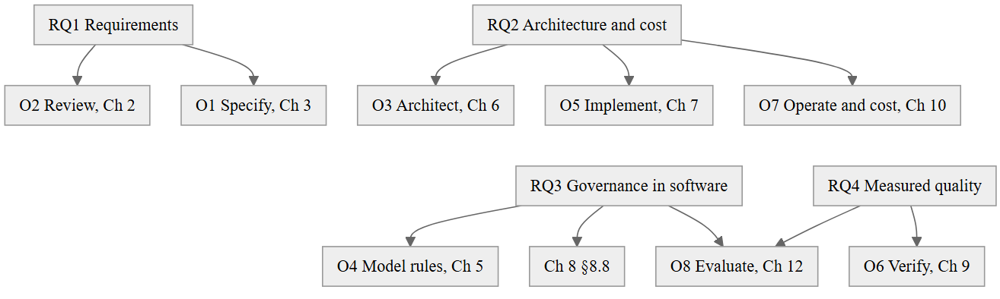 RQ1 Requirements
RQ2 Architecture and cost
O2 Review, Ch 2
O1 Specify, Ch 3
O3 Architect, Ch 6
O5 Implement, Ch 7
O7 Operate and cost, Ch 10
RQ3 Governance in software
RQ4 Measured quality
O4 Model rules, Ch 5
Ch 8 §8.8
O8 Evaluate, Ch 12
O6 Verify, Ch 9